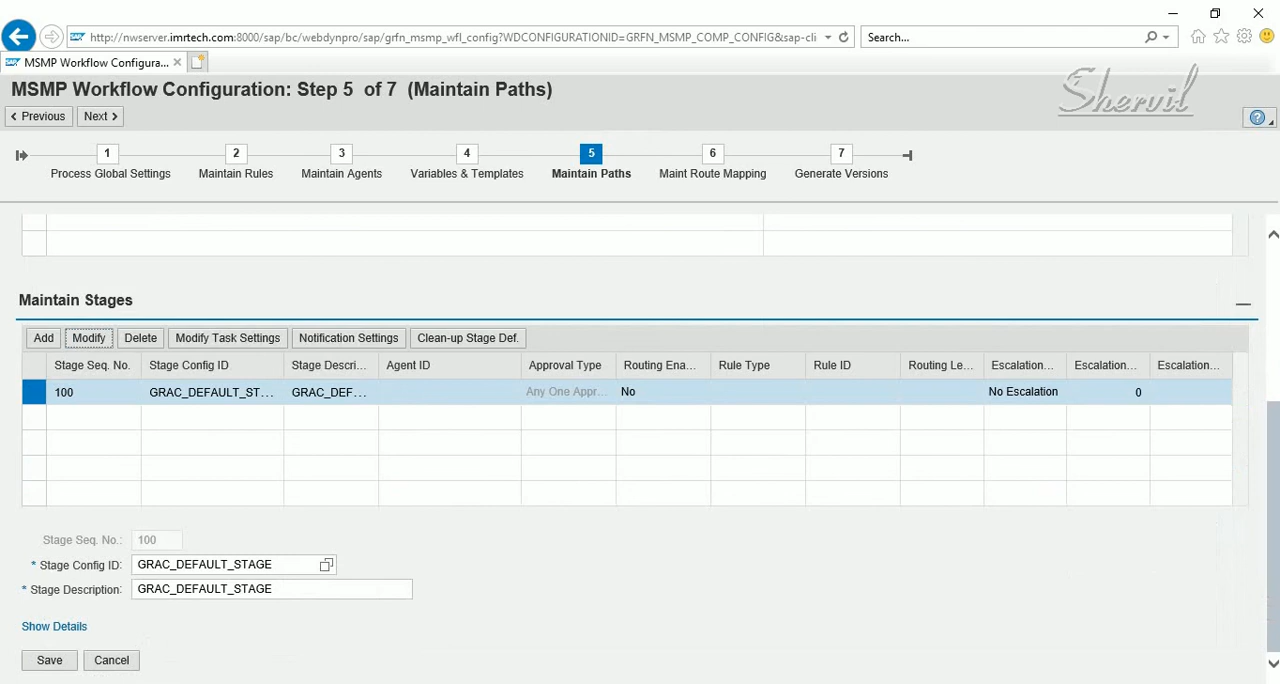 http://nwserver.imrtech.com:8000/sap/bc/webdynpro/sap/grfn_msmp_wfl_config?WDCONFIGURATIONID=GRFN_MSMP_COMP_CONFIG&sap-cli
Search...
SAP MSMP Workflow Configura...
MSMP Workflow Configuration: Step 5 of 7 (Maintain Paths)
Shervil
Previous Next
1 2 3 4 5 6 7
Process Global Settings Maintain Rules Maintain Agents Variables & Templates Maintain Paths Maint Route Mapping Generate Versions
Maintain Stages
Add Modify Delete Modify Task Settings Notification Settings Clean-up Stage Def.
Stage Seq. No. Stage Config ID Stage Descri... Agent ID Approval Type Routing Ena... Rule Type Rule ID Routing Le... Escalation... Escalation... Escalation...
100 GRAC_DEFAULT_ST... GRAC_DEF... Any One Appr... No No Escalation 0
Stage Seq. No.: 100
* Stage Config ID: GRAC_DEFAULT_STAGE
* Stage Description: GRAC_DEFAULT_STAGE
Show Details
Save Cancel